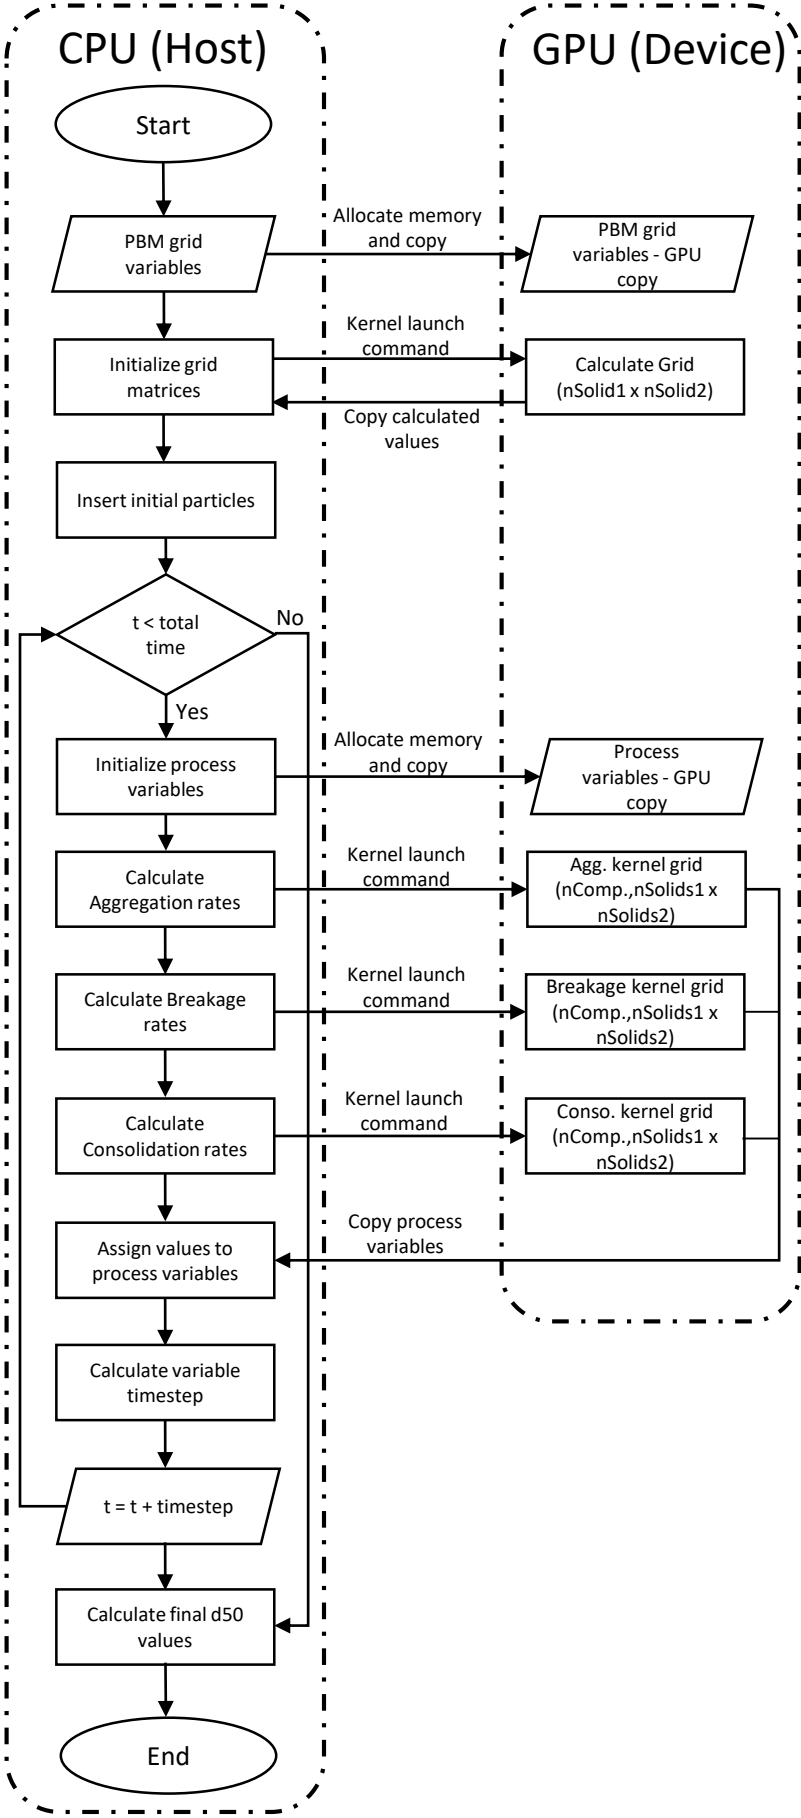 CPU (Host)
GPU (Device)
Start
PBM grid
variables
Allocate memory
and copy
PBM grid
variables - GPU
copy
Initialize grid
matrices
Kernel launch
command
Calculate Grid
(nSolid1 x nSolid2)
Copy calculated
values
Insert initial particles
t < total
time
No
Yes
Initialize process
variables
Allocate memory
and copy
Process
variables - GPU
copy
Calculate
Aggregation rates
Kernel launch
command
Agg. kernel grid
(nComp.,nSolids1 x
nSolids2)
Calculate Breakage
rates
Kernel launch
command
Breakage kernel grid
(nComp.,nSolids1 x
nSolids2)
Calculate
Consolidation rates
Kernel launch
command
Conso. kernel grid
(nComp.,nSolids1 x
nSolids2)
Assign values to
process variables
Copy process
variables
Calculate variable
timestep
t = t + timestep
Calculate final d50
values
End